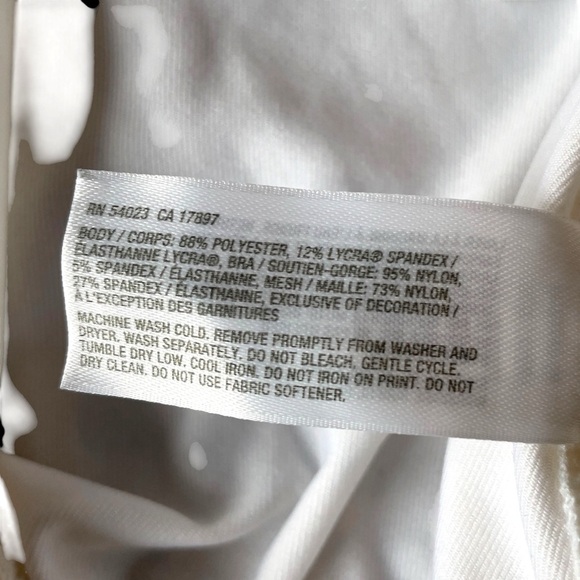 RN 54023 CA 17897
BODY / CORPS: 88% POLYESTER, 12% LYCRA® SPANDEX /
ÉLASTHANNE LYCRA®, BRA / SOUTIEN-GORGE: 95% NYLON,
5% SPANDEX / ÉLASTHANNE, MESH / MAILLE: 73% NYLON,
27% SPANDEX / ÉLASTHANNE, EXCLUSIVE OF DECORATION /
À L'EXCEPTION DES GARNITURES
MACHINE WASH COLD. REMOVE PROMPTLY FROM WASHER AND
DRYER. WASH SEPARATELY. DO NOT BLEACH. GENTLE CYCLE.
TUMBLE DRY LOW. COOL IRON. DO NOT IRON ON PRINT. DO NOT
DRY CLEAN. DO NOT USE FABRIC SOFTENER.